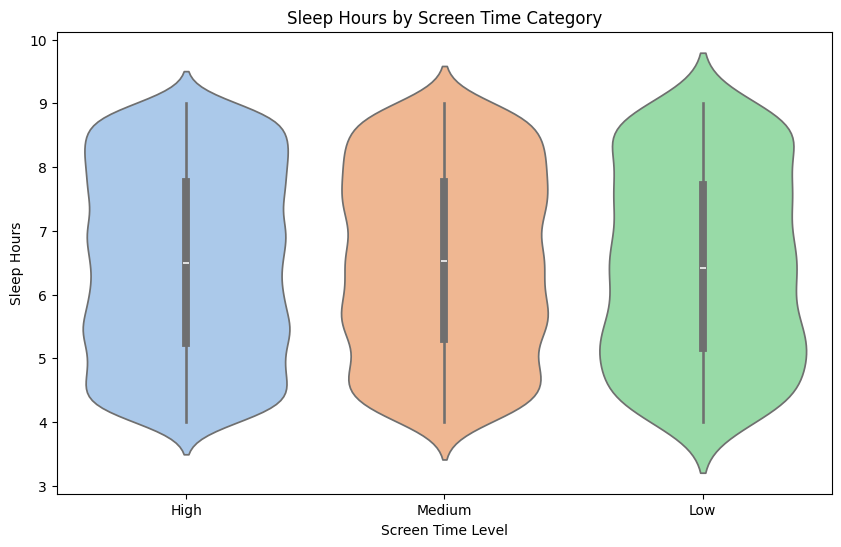 Sleep Hours by Screen Time Category
10
9
8
7
6
5
4
3
Sleep Hours
High
Medium
Low
Screen Time Level